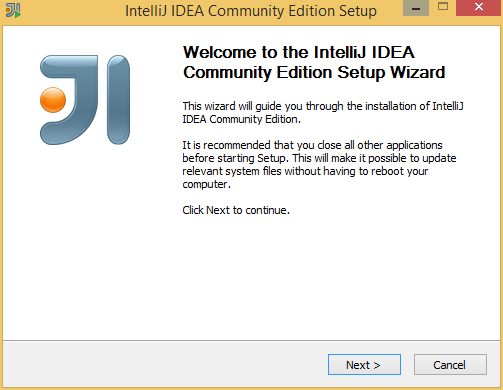 IntelliJ IDEA Community Edition Setup
Welcome to the IntelliJ IDEA
Community Edition Setup Wizard
This wizard will guide you through the installation of IntelliJ
IDEA Community Edition.
It is recommended that you close all other applications
before starting Setup. This will make it possible to update
relevant system files without having to reboot your
computer.
Click Next to continue.
Next >
Cancel